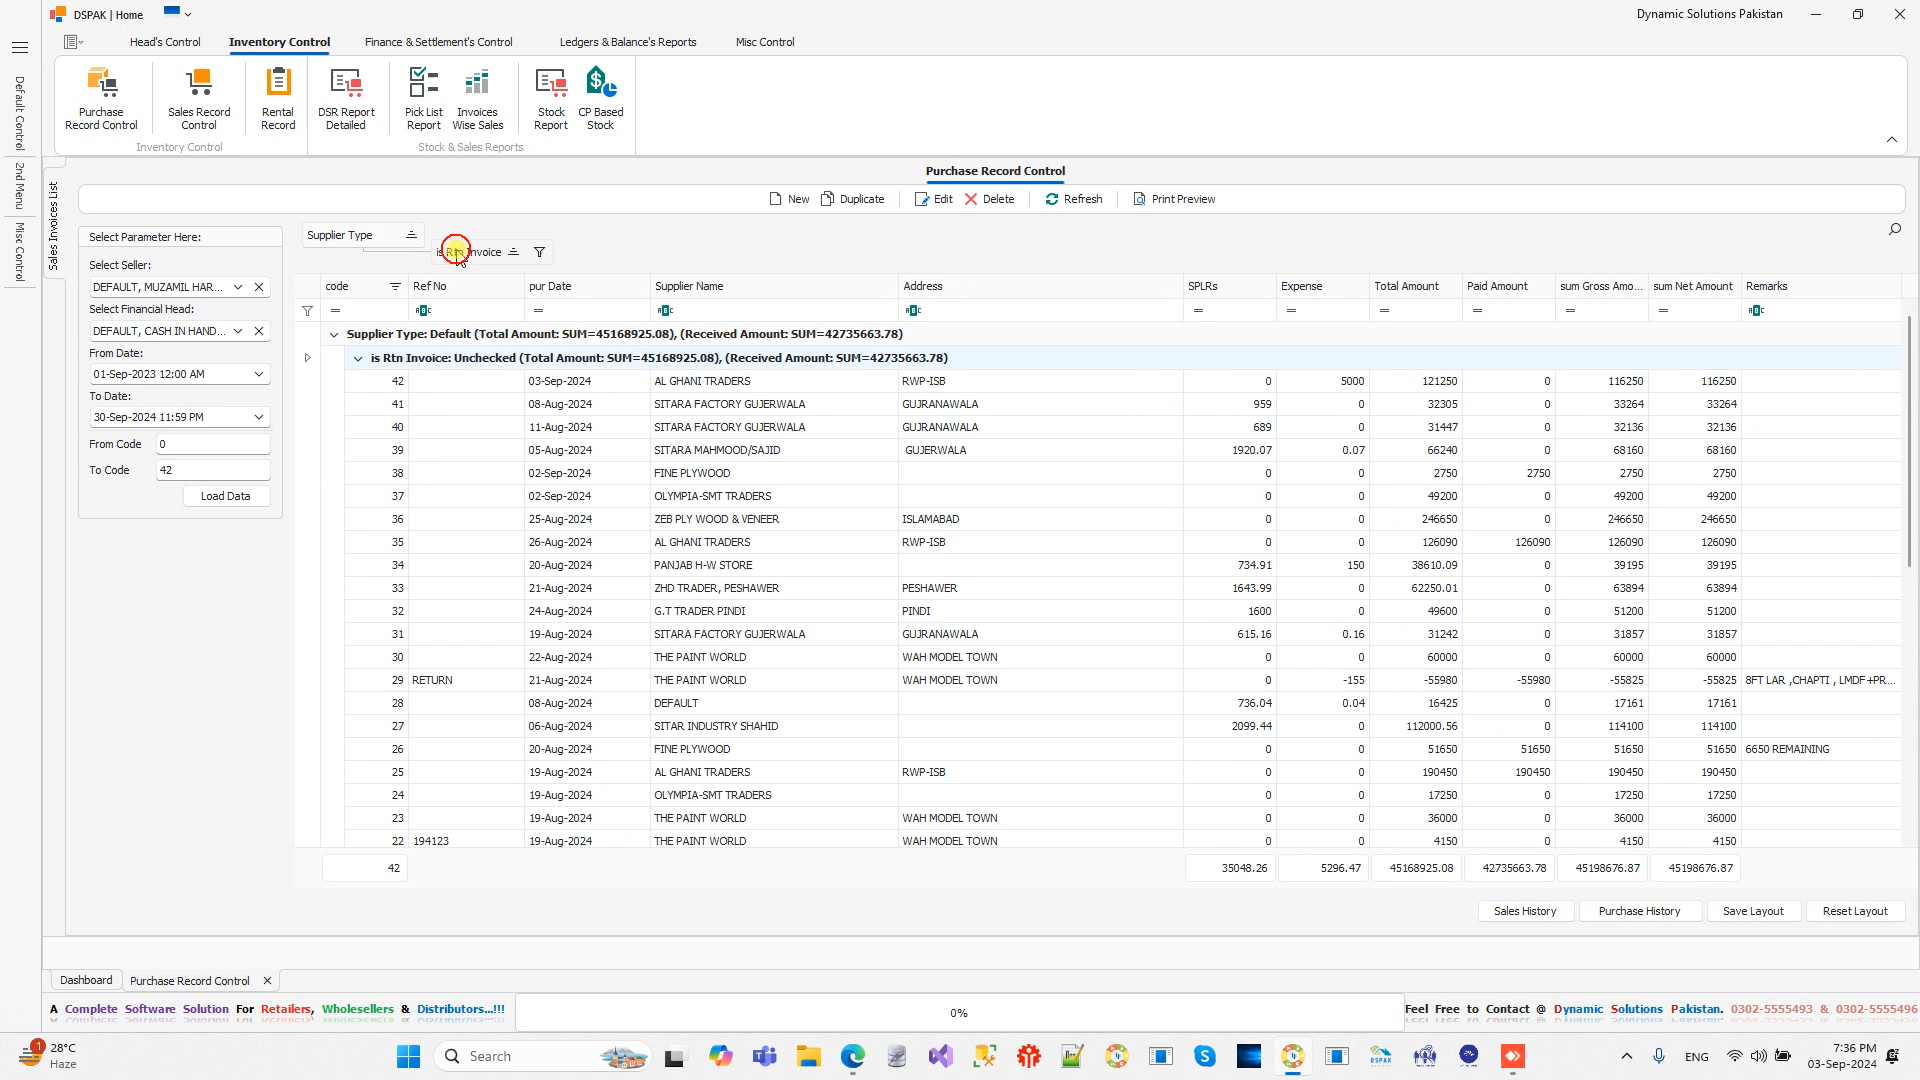 DSPAK | Home
Dynamic Solutions Pakistan
Head's Control Inventory Control Finance & Settlement's Control Ledgers & Balance's Reports Misc Control
Purchase Record Control
Sales Record Control
Rental Record
DSR Report Detailed
Pick List Report
Invoices Wise Sales
Stock Report
CP Based Stock
Inventory Control
Stock & Sales Reports
Default Control
2nd Menu
Misc Control
Sales Invoices List
Purchase Record Control
New Duplicate Edit Delete Refresh Print Preview
Select Parameter Here:
Select Seller:
DEFAULT, MUZAMIL HAR...
Select Financial Head:
DEFAULT, CASH IN HAND...
From Date:
01-Sep-2023 12:00 AM
To Date:
30-Sep-2024 11:59 PM
From Code 0
To Code 42
Load Data
Supplier Type
is Rtn Invoice
code Ref No pur Date Supplier Name Address SPLRs Expense Total Amount Paid Amount sum Gross Amo... sum Net Amount Remarks
= ABC = ABC ABC = = = = = = ABC
Supplier Type: Default (Total Amount: SUM=45168925.08), (Received Amount: SUM=42735663.78)
is Rtn Invoice: Unchecked (Total Amount: SUM=45168925.08), (Received Amount: SUM=42735663.78)
42 03-Sep-2024 AL GHANI TRADERS RWP-ISB 0 5000 121250 0 116250 116250
41 08-Aug-2024 SITARA FACTORY GUJERWALA GUJRANAWALA 959 0 32305 0 33264 33264
40 11-Aug-2024 SITARA FACTORY GUJERWALA GUJRANAWALA 689 0 31447 0 32136 32136
39 05-Aug-2024 SITARA MAHMOOD/SAJID GUJERWALA 1920.07 0.07 66240 0 68160 68160
38 02-Sep-2024 FINE PLYWOOD 0 0 2750 2750 2750 2750
37 02-Sep-2024 OLYMPIA-SMT TRADERS 0 0 49200 0 49200 49200
36 25-Aug-2024 ZEB PLY WOOD & VENEER ISLAMABAD 0 0 246650 0 246650 246650
35 26-Aug-2024 AL GHANI TRADERS RWP-ISB 0 0 126090 126090 126090 126090
34 20-Aug-2024 PANJAB H-W STORE 734.91 150 38610.09 0 39195 39195
33 21-Aug-2024 ZHD TRADER, PESHAWER PESHAWER 1643.99 0 62250.01 0 63894 63894
32 24-Aug-2024 G.T TRADER PINDI PINDI 1600 0 49600 0 51200 51200
31 19-Aug-2024 SITARA FACTORY GUJERWALA GUJRANAWALA 615.16 0.16 31242 0 31857 31857
30 22-Aug-2024 THE PAINT WORLD WAH MODEL TOWN 0 0 60000 0 60000 60000
29 RETURN 21-Aug-2024 THE PAINT WORLD WAH MODEL TOWN 0 -155 -55980 -55980 -55825 -55825 8FT LAR ,CHAPTI , LMDF+PR...
28 08-Aug-2024 DEFAULT 736.04 0.04 16425 0 17161 17161
27 06-Aug-2024 SITAR INDUSTRY SHAHID 2099.44 0 112000.56 0 114100 114100
26 20-Aug-2024 FINE PLYWOOD 0 0 51650 51650 51650 51650 6650 REMAINING
25 19-Aug-2024 AL GHANI TRADERS RWP-ISB 0 0 190450 190450 190450 190450
24 19-Aug-2024 OLYMPIA-SMT TRADERS 0 0 17250 0 17250 17250
23 19-Aug-2024 THE PAINT WORLD WAH MODEL TOWN 0 0 36000 0 36000 36000
22 194123 19-Aug-2024 THE PAINT WORLD WAH MODEL TOWN 0 0 4150 0 4150 4150
42 35048.26 5296.47 45168925.08 42735663.78 45198676.87 45198676.87
Sales History Purchase History Save Layout Reset Layout
Dashboard Purchase Record Control
A Complete Software Solution For Retailers, Wholesellers & Distributors...!!!
0%
Feel Free to Contact @ Dynamic Solutions Pakistan. 0302-5555493 & 0302-5555496
1
28°C
Haze
Search
DSPAK
ENG
7:36 PM
03-Sep-2024